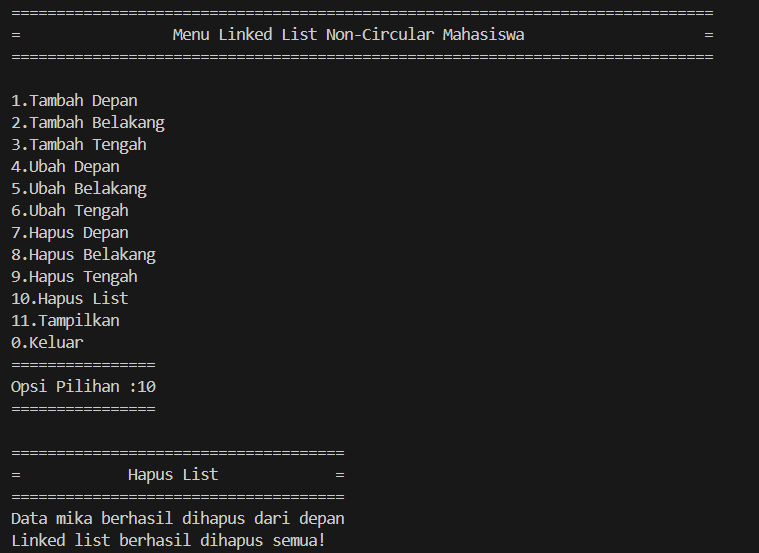 ==============================================================================
=                 Menu Linked List Non-Circular Mahasiswa                    =
==============================================================================
1.Tambah Depan
2.Tambah Belakang
3.Tambah Tengah
4.Ubah Depan
5.Ubah Belakang
6.Ubah Tengah
7.Hapus Depan
8.Hapus Belakang
9.Hapus Tengah
10.Hapus List
11.Tampilkan
0.Keluar
================
Opsi Pilihan :10
================
=====================================
=            Hapus List             =
=====================================
Data mika berhasil dihapus dari depan
Linked list berhasil dihapus semua!